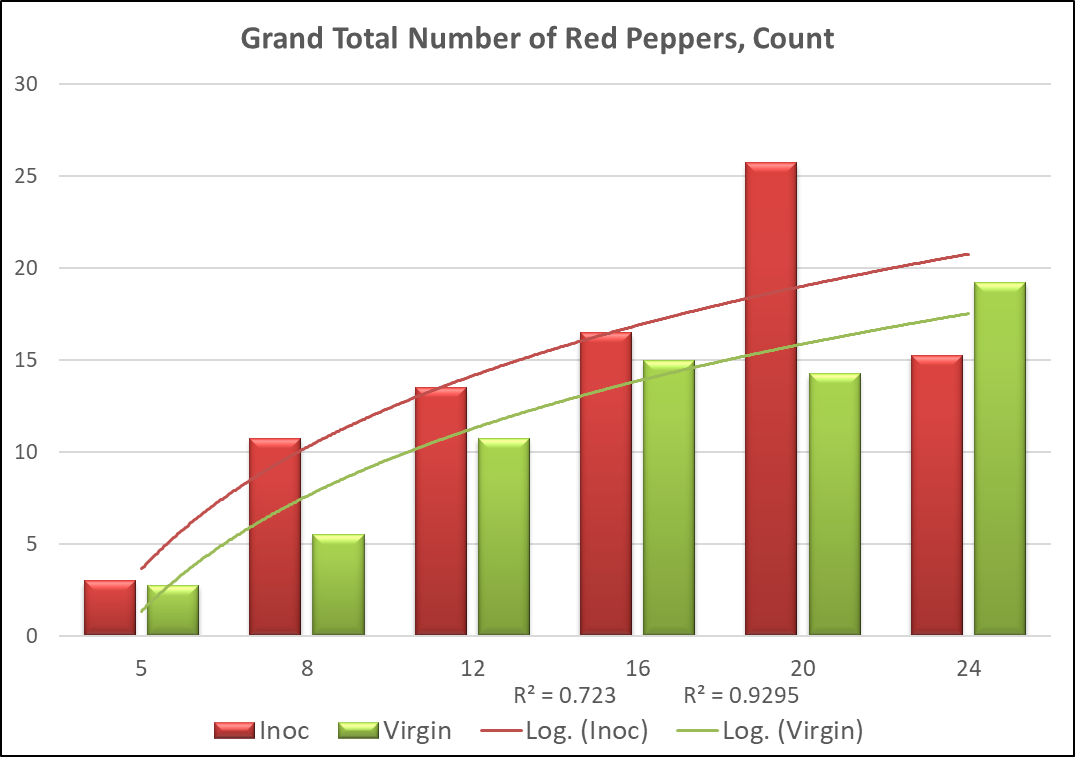 Grand Total Number of Red Peppers, Count
30
25
20
15
10
5
0
5 8 12 16 20 24
R² = 0.723 R² = 0.9295
Inoc Virgin Log. (Inoc) Log. (Virgin)